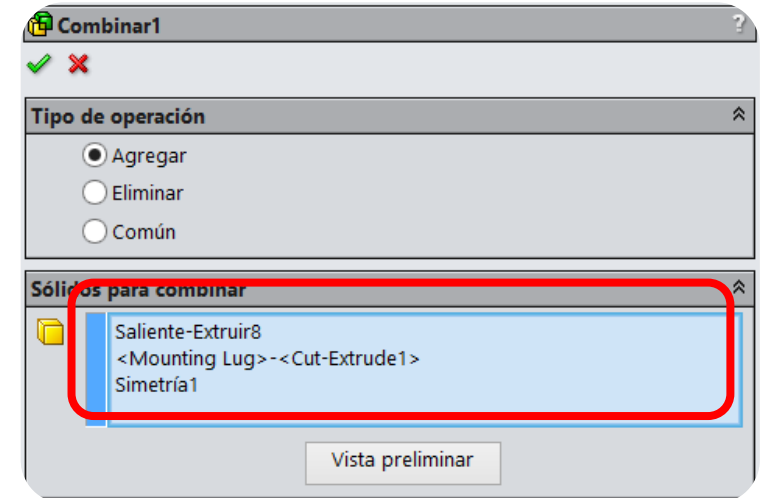 Combinar1
?
Tipo de operación
Agregar
Eliminar
Común
Sólidos para combinar
Saliente-Extruir8
<Mounting Lug>-<Cut-Extrude1>
Simetría1
Vista preliminar